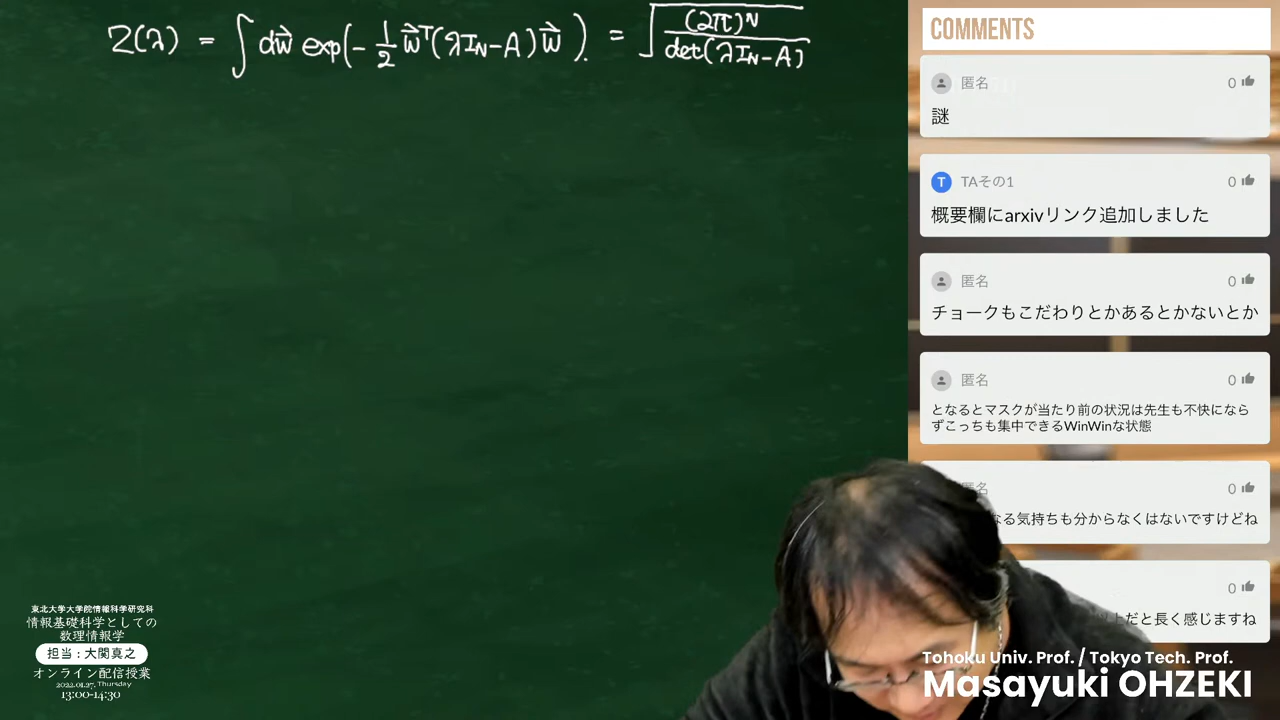 Z(λ) = ∫dw⃗ exp(-1/2 w⃗ᵀ(λI_N-A)w⃗). = √((2π)^N / det(λI_N-A))
COMMENTS
匿名 0
謎
TAその1 0
T
概要欄にarxivリンク追加しました
匿名 0
チョークもこだわりとかあるとかないとか
匿名 0
となるとマスクが当たり前の状況は先生も不快になら
ずこっちも集中できるWinWinな状態
匿名 0
なる気持ちも分からなくはないですけどね
0
だと長く感じますね
東北大学大学院情報科学研究科
情報基礎科学としての
数理情報学
担当:大関真之
オンライン配信授業
2022.01.27, Thursday
13:00-14:30
Tohoku Univ. Prof. / Tokyo Tech. Prof.
Masayuki OHZEKI